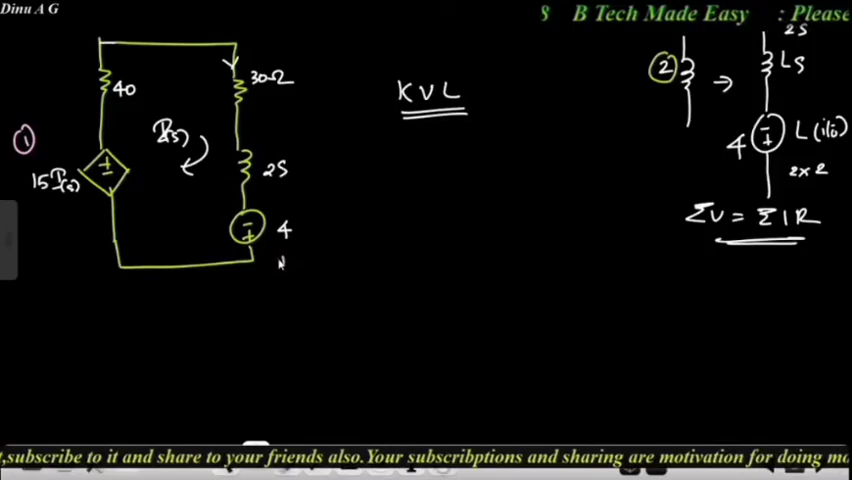 Dinu A G
8 B Tech Made Easy : Please
40
30Ω
I(s)
15I(s)
+
-
2S
-
+
4
1
KVL
2
→
2S
LS
-
+
4
L(i(0)
2×2
ΣV = ΣIR
,subscribe to it and share to your friends also.Your subscribptions and sharing are motivation for doing mo